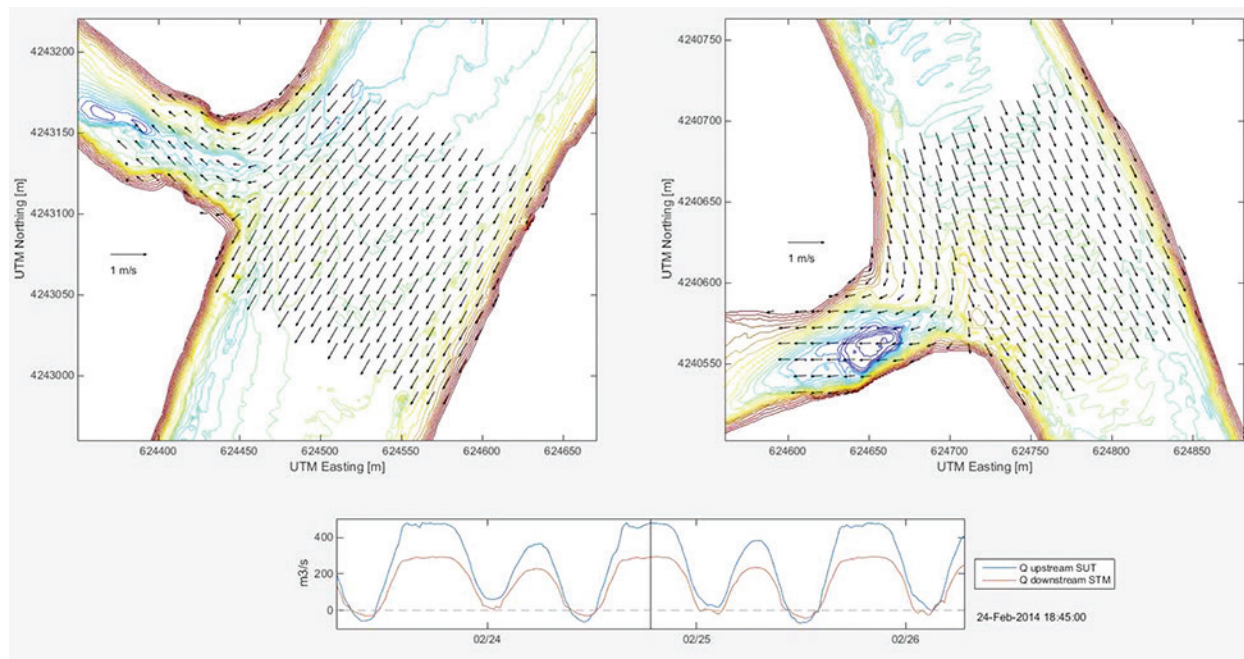 4243200
4243150
4243100
4243050
4243000
UTM Northing [m]
1 m/s
624400 624450 624500 624550 624600 624650
UTM Easting [m]
4240750
4240700
4240650
4240600
4240550
UTM Northing [m]
1 m/s
624600 624650 624700 624750 624800 624850
UTM Easting [m]
400
200
0
m3/s
02/24 02/25 02/26
Q upstream SUT
Q downstream STM
24-Feb-2014 18:45:00